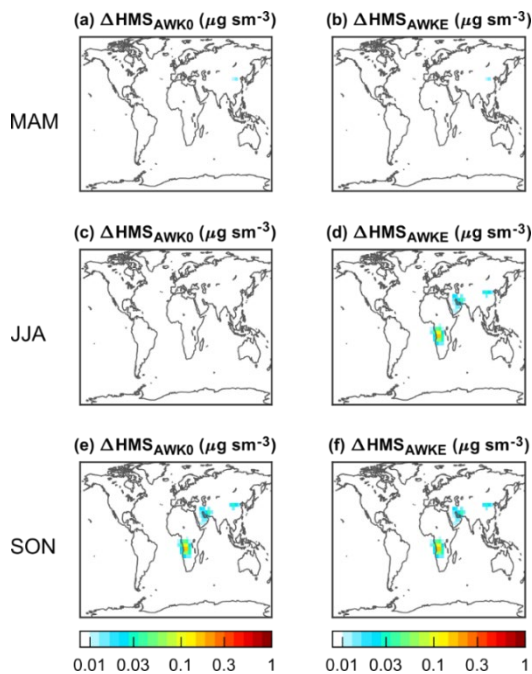 (a) ΔHMS_AWK0 (μg sm⁻³) (b) ΔHMS_AWKE (μg sm⁻³)
MAM
(c) ΔHMS_AWK0 (μg sm⁻³) (d) ΔHMS_AWKE (μg sm⁻³)
JJA
(e) ΔHMS_AWK0 (μg sm⁻³) (f) ΔHMS_AWKE (μg sm⁻³)
SON
0.01 0.03 0.1 0.3 1 0.01 0.03 0.1 0.3 1